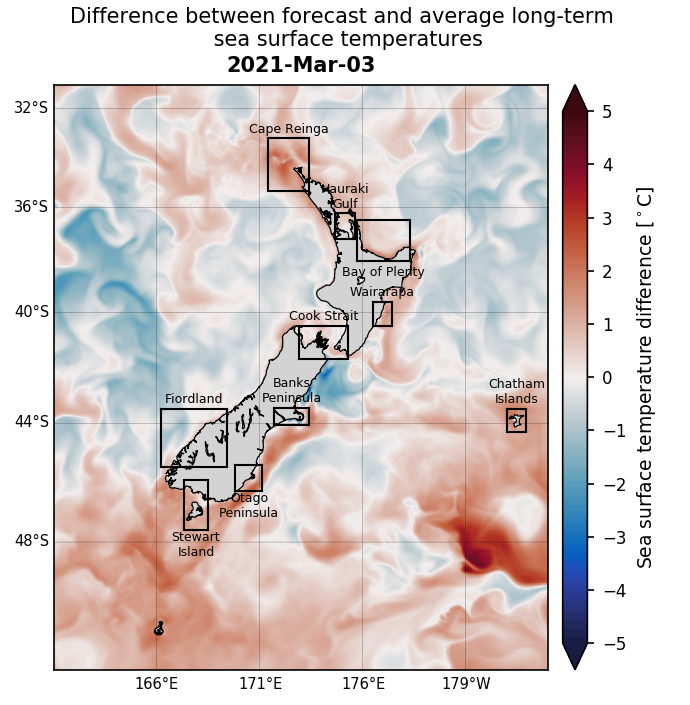 Difference between forecast and average long-term
sea surface temperatures
2021-Mar-03
32°S
36°S
40°S
44°S
48°S
Cape Reinga
Hauraki
Gulf
Bay of Plenty
Wairarapa
Cook Strait
Banks
Peninsula
Fiordland
Chatham
Islands
Otago
Peninsula
Stewart
Island
166°E
171°E
176°E
179°W
5
4
3
2
1
0
−1
−2
−3
−4
−5
Sea surface temperature difference [°C]